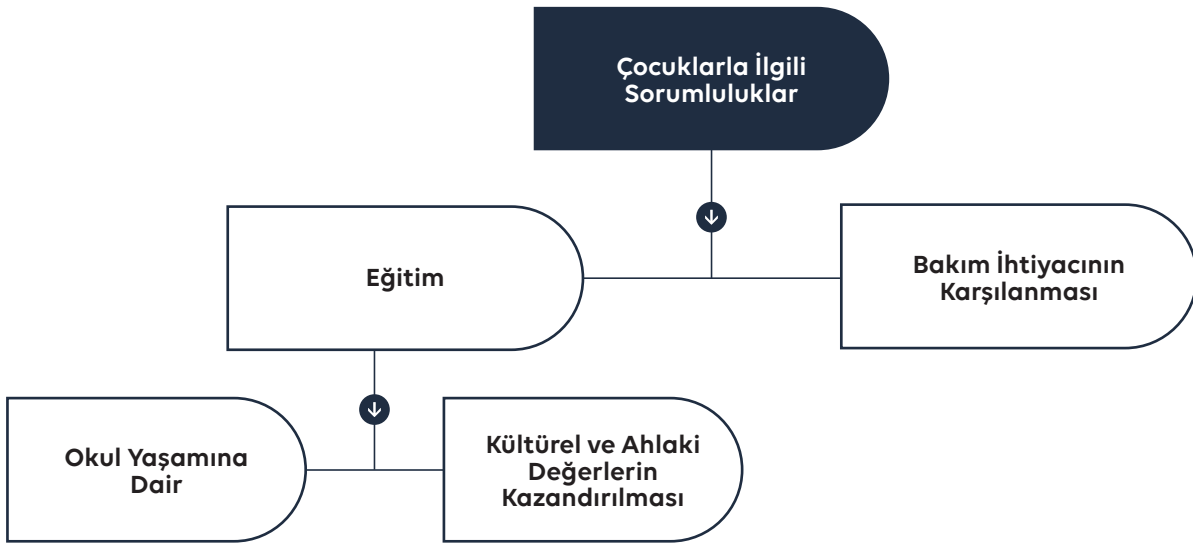 Çocuklarla İlgili
Sorumluluklar
Eğitim
Bakım İhtiyacının
Karşılanması
Okul Yaşamına
Dair
Kültürel ve Ahlaki
Değerlerin
Kazandırılması